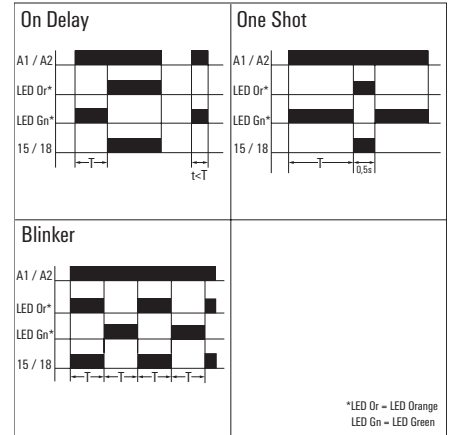 On Delay
A1 / A2
LED Or*
LED Gn*
15 / 18
T
t<T
One Shot
A1 / A2
LED Or*
LED Gn*
15 / 18
T
0,5s
Blinker
A1 / A2
LED Or*
LED Gn*
15 / 18
T T T T
*LED Or = LED Orange
LED Gn = LED Green